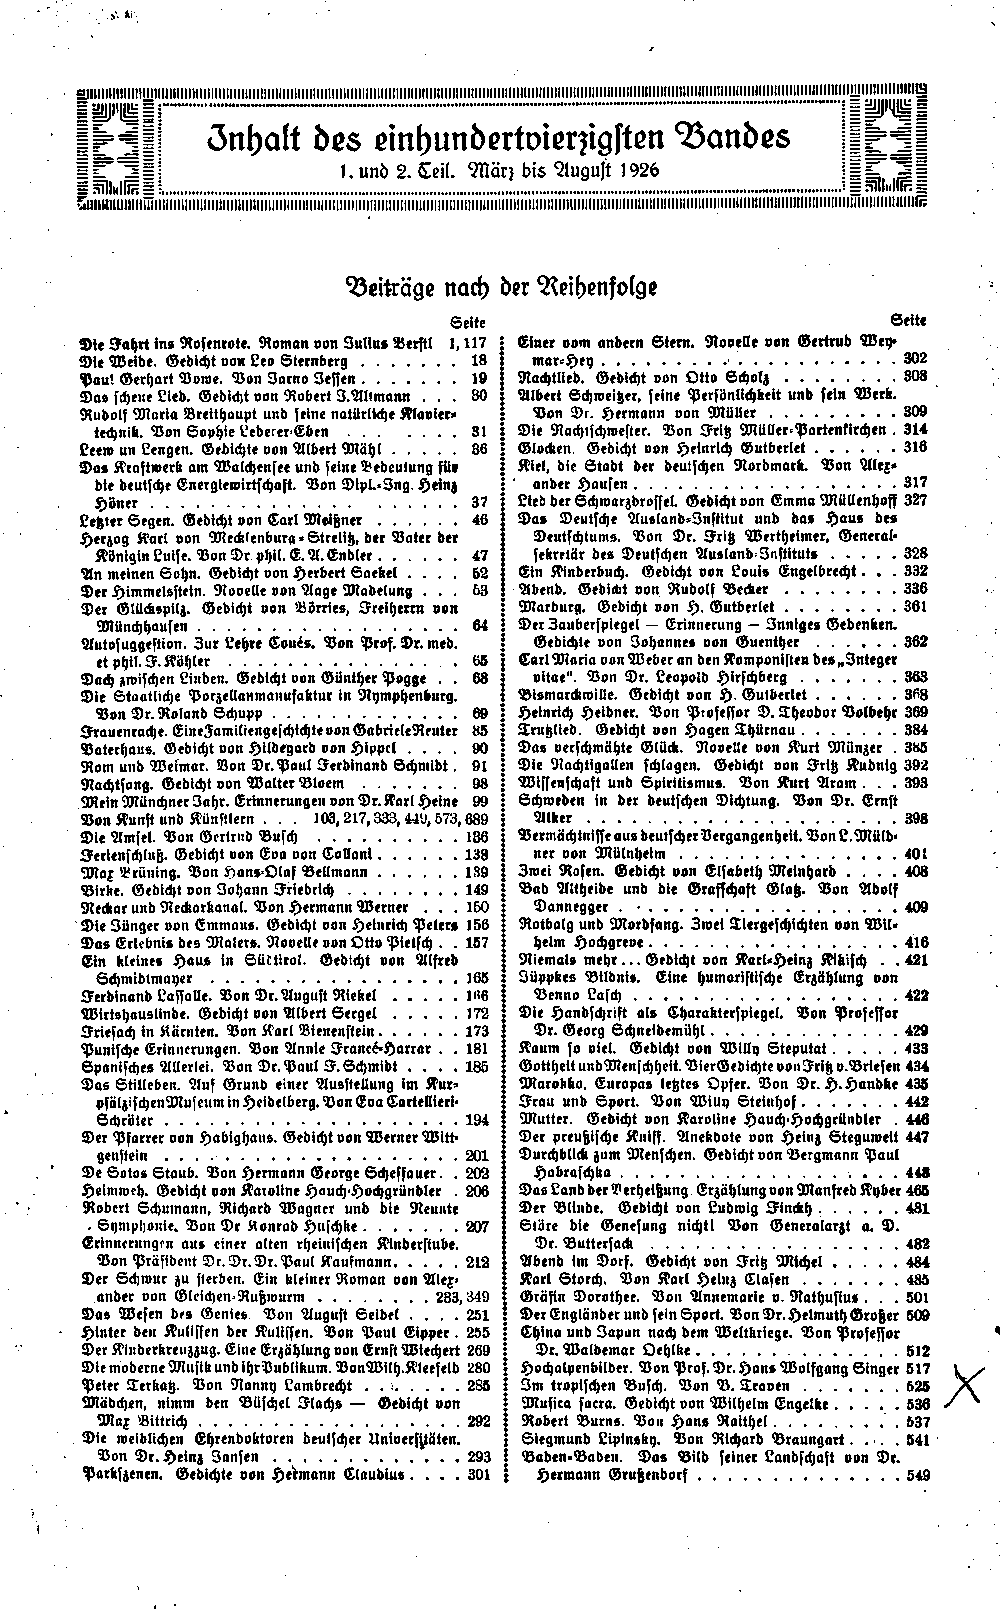 Inhalt des einhundertvierzigsten Bandes
1. und 2. Teil. März bis August 1926
Beiträge nach der Reihenfolge
Seite
Die Fahrt ins Rosenrote. Roman von Julius Berstl 1, 117
Die Weide. Gedicht von Leo Sternberg . . . . . . . 18
Paul Gerhart Vowe. Von Jarno Jessen . . . . . . . 19
Das schene Lied. Gedicht von Robert J. Altmann . . . 30
Rudolf Maria Breithaupt und seine natürliche Klavier-
technik. Von Sophie Lederer-Eben . . . . . . 31
Leew un Lengen. Gedichte von Albert Mähl . . . . . 36
Das Kraftwerk am Walchensee und seine Bedeutung für
die deutsche Energiewirtschaft. Von Dipl.-Ing. Heinz
Höner . . . . . . . . . . . . . . . . . . 37
Letzter Segen. Gedicht von Carl Meißner . . . . . . 46
Herzog Karl von Mecklenburg-Strelitz, der Vater der
Königin Luise. Von Dr. phil. E. A. Endler . . . . . 47
An meinen Sohn. Gedicht von Herbert Saekel . . . . 52
Der Himmelsstein. Novelle von Aage Madelung . . . 53
Der Glückspilz. Gedicht von Börries, Freiherrn von
Münchhausen . . . . . . . . . . . . . . . 64
Autosuggestion. Zur Lehre Coués. Von Prof. Dr. med.
et phil. F. Köhler . . . . . . . . . . . . . . 65
Dach zwischen Linden. Gedicht von Günther Pogge . . 68
Die Staatliche Porzellanmanufaktur in Nymphenburg.
Von Dr. Roland Schupp . . . . . . . . . . . 69
Frauenrache. Eine Familiengeschichte von Gabriele Reuter 85
Vaterhaus. Gedicht von Hildegard von Hippel . . . . 90
Rom und Weimar. Von Dr. Paul Ferdinand Schmidt . 91
Nachtsong. Gedicht von Walter Bloem . . . . . . . 98
Mein Münchner Jahr. Erinnerungen von Dr. Karl Heine 99
Von Kunst und Künstlern . . . 103, 217, 333, 449, 573, 689
Die Amsel. Von Gertrud Busch . . . . . . . . . 136
Ferienschluß. Gedicht von Eva von Collani . . . . . 138
Max Brüning. Von Hans-Olaf Bellmann . . . . . . 139
Birke. Gedicht von Johann Friedrich . . . . . . . 149
Neckar und Neckarkanal. Von Hermann Werner . . . 150
Die Jünger von Emmaus. Gedicht von Heinrich Peters 156
Das Erlebnis des Malers. Novelle von Otto Pietsch . . 157
Ein kleines Haus in Südtirol. Gedicht von Alfred
Schmidtmayer . . . . . . . . . . . . . . 165
Ferdinand Lassalle. Von Dr. August Niekel . . . . . 166
Wirtshauslinde. Gedicht von Albert Sergel . . . . . 172
Friesach in Kärnten. Von Karl Bienenstein . . . . . 173
Punische Erinnerungen. Von Annie Francé-Harrar . . 181
Spanisches Allerlei. Von Dr. Paul F. Schmidt . . . . 185
Das Stilleben. Auf Grund einer Ausstellung im Kur-
pfälzischen Museum in Heidelberg. Von Eva Cartellieri-
Schröter . . . . . . . . . . . . . . . . . 194
Der Pfarrer von Habighaus. Gedicht von Werner Witt-
genstein . . . . . . . . . . . . . . . . . 201
De Sotos Staub. Von Hermann George Scheffauer . . 202
Heimweh. Gedicht von Karoline Hauch-Hochgründler . 206
Robert Schumann, Richard Wagner und die Neunte
Symphonie. Von Dr Konrad Huschke . . . . . . 207
Erinnerungen aus einer alten rheinischen Kinderstube.
Von Präsident Dr. Dr. Dr. Paul Kaufmann . . . . 212
Der Schwur zu sterben. Ein kleiner Roman von Alex-
ander von Gleichen-Rußwurm . . . . . . . . 233, 349
Das Wesen des Genies. Von August Seidel . . . . . 251
Hinter den Kulissen der Kulissen. Von Paul Eipper . 255
Der Kinderkreuzzug. Eine Erzählung von Ernst Wiechert 269
Die moderne Musik und ihr Publikum. Von Wilh. Kleefeld 280
Peter Terkatz. Von Nanny Lambrecht . . . . . . . 285
Mädchen, nimm den Büschel Flachs — Gedicht von
Max Bittrich . . . . . . . . . . . . . . . 292
Die weiblichen Ehrendoktoren deutscher Universitäten.
Von Dr. Heinz Jansen . . . . . . . . . . . . 293
Parkszenen. Gedichte von Hermann Claudius . . . . 301
Seite
Einer vom andern Stern. Novelle von Gertrud Wey-
mar-Hey . . . . . . . . . . . . . . . . . 302
Nachtlied. Gedicht von Otto Scholz . . . . . . . . 308
Albert Schweitzer, seine Persönlichkeit und sein Werk.
Von Dr. Hermann von Müller . . . . . . . . . 309
Die Nachtschwester. Von Fritz Müller-Partenkirchen . 314
Glocken. Gedicht von Heinrich Gutberlet . . . . . . 316
Kiel, die Stadt der deutschen Nordmark. Von Alex-
ander Hausen . . . . . . . . . . . . . . . 317
Lied der Schwarzdrossel. Gedicht von Emma Müllenhoff 327
Das Deutsche Ausland-Institut und das Haus des
Deutschtums. Von Dr. Fritz Wertheimer, General-
sekretär des Deutschen Ausland-Instituts . . . . . 328
Ein Kinderbuch. Gedicht von Louis Engelbrecht . . . 332
Abend. Gedicht von Rudolf Becker . . . . . . . . 336
Marburg. Gedicht von H. Gutberlet . . . . . . . . 361
Der Zauberspiegel — Erinnerung — Inniges Gedenken.
Gedichte von Johannes von Guenther . . . . . . 362
Carl Maria von Weber an den Komponisten des „Integer
vitae“. Von Dr. Leopold Hirschberg . . . . . . . 363
Bismarckwille. Gedicht von H. Gutberlet . . . . . . 368
Heinrich Heidner. Von Professor D. Theodor Volbehr 369
Trutzlied. Gedicht von Hagen Thürnau . . . . . . . 384
Das verschmähte Glück. Novelle von Kurt Münzer . 385
Die Nachtigallen schlagen. Gedicht von Fritz Kudnig 392
Wissenschaft und Spiritismus. Von Kurt Aram . . . 393
Schweden in der deutschen Dichtung. Von Dr. Ernst
Alker . . . . . . . . . . . . . . . . . . 398
Vermächtnisse aus deutscher Vergangenheit. Von L. Müld-
ner von Mülnheim . . . . . . . . . . . . . 401
Zwei Rosen. Gedicht von Elsabeth Meinhard . . . . 408
Bad Altheide und die Grafschaft Glatz. Von Adolf
Dannegger . . . . . . . . . . . . . . . . 409
Rotbalg und Mordfang. Zwei Tiergeschichten von Wil-
helm Hochgreve . . . . . . . . . . . . . . 416
Niemals mehr ... Gedicht von Karl-Heinz Kikisch . . 421
Jüppkes Bildnis. Eine humoristische Erzählung von
Benno Lasch . . . . . . . . . . . . . . . 422
Die Handschrift als Charakterspiegel. Von Professor
Dr. Georg Schneidemühl . . . . . . . . . . . 429
Kaum so viel. Gedicht von Willy Steputat . . . . . 433
Gottheit und Menschheit. Vier Gedichte von Fritz v. Briesen 434
Marokko, Europas letztes Opfer. Von Dr. H. Handke 435
Frau und Sport. Von Willy Steinhof . . . . . . . 442
Mutter. Gedicht von Karoline Hauch-Hochgründler . 446
Der preußische Kniff. Anekdote von Heinz Steguweit 447
Durchblick zum Menschen. Gedicht von Bergmann Paul
Habraschka . . . . . . . . . . . . . . . . 448
Das Land der Verheißung. Erzählung von Manfred Kyber 465
Der Blinde. Gedicht von Ludwig Finckh . . . . . . 481
Störe die Genesung nicht! Von Generalarzt a. D.
Dr. Buttersack . . . . . . . . . . . . . . . 482
Abend im Dorf. Gedicht von Fritz Michel . . . . . . 484
Karl Storch. Von Karl Heinz Clasen . . . . . . . 485
Gräfin Dorother. Von Annemarie v. Nathusius . . . 501
Der Engländer und sein Sport. Von Dr. Helmuth Großer 509
China und Japan nach dem Weltkriege. Von Professor
Dr. Waldemar Oehlke . . . . . . . . . . . . 512
Hochalpenbilder. Von Prof. Dr. Hans Wolfgang Singer 517
Im tropischen Busch. Von B. Traven . . . . . . . 525
Musica sacra. Gedicht von Wilhelm Engelke . . . . . 536
Robert Burns. Von Hans Raithel . . . . . . . . . 537
Siegmund Lipinsky. Von Richard Braungart . . . . . 541
Baden-Baden. Das Bild seiner Landschaft von Dr.
Hermann Grußendorf . . . . . . . . . . . . 549